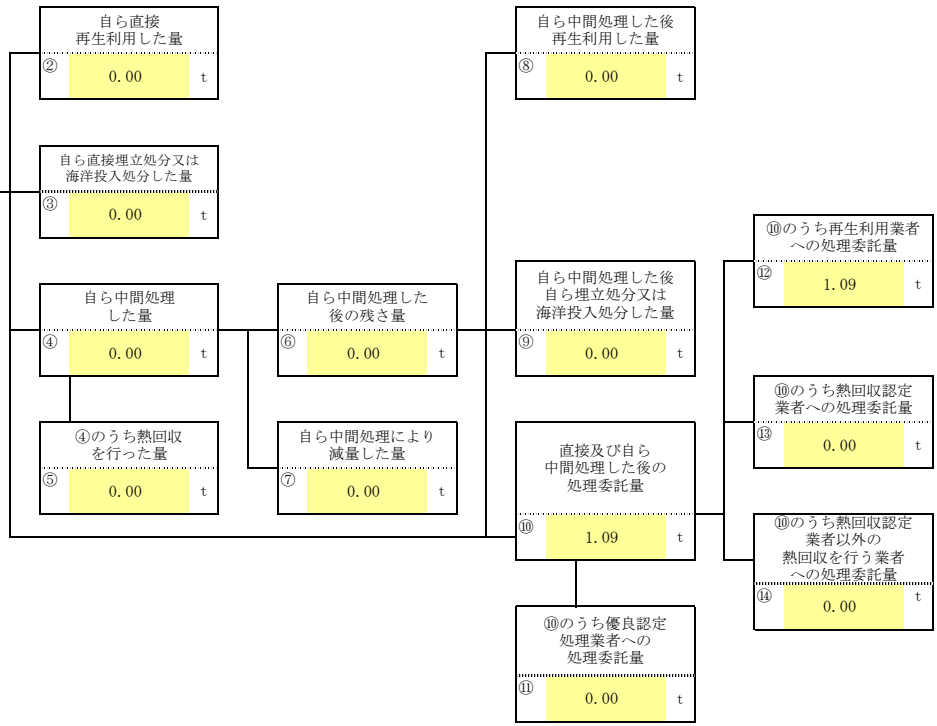 自ら直接
再生利用した量
②
0.00
t
自ら中間処理した後
再生利用した量
⑧
0.00
t
自ら直接埋立処分又は
海洋投入処分した量
③
0.00
t
⑩のうち再生利用業者
への処理委託量
⑫
1.09
t
自ら中間処理
した量
④
0.00
t
自ら中間処理した
後の残さ量
⑥
0.00
t
自ら中間処理した後
自ら埋立処分又は
海洋投入処分した量
⑨
0.00
t
⑩のうち熱回収認定
業者への処理委託量
⑬
0.00
t
④のうち熱回収
を行った量
⑤
0.00
t
自ら中間処理により
減量した量
⑦
0.00
t
直接及び自ら
中間処理した後の
処理委託量
⑩
1.09
t
⑩のうち熱回収認定
業者以外の
熱回収を行う業者
への処理委託量
⑭
0.00
t
⑩のうち優良認定
処理業者への
処理委託量
⑪
0.00
t